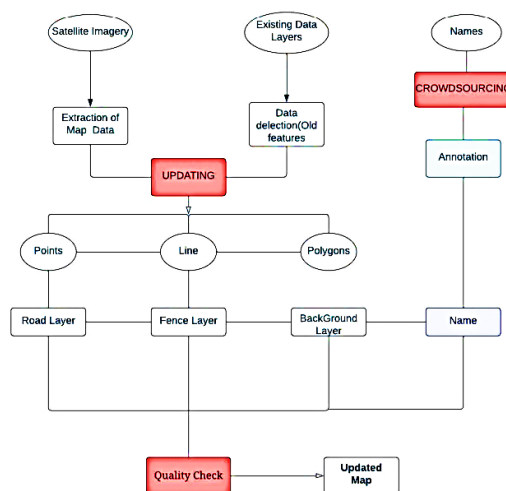 Satellite Imagery
Existing Data
Layers
Names
CROWDSOURCING
Extraction of
Map Data
Data
delection(Old
features
Annotation
UPDATING
Points
Line
Polygons
Road Layer
Fence Layer
BackGround
Layer
Name
Quality Check
Updated
Map